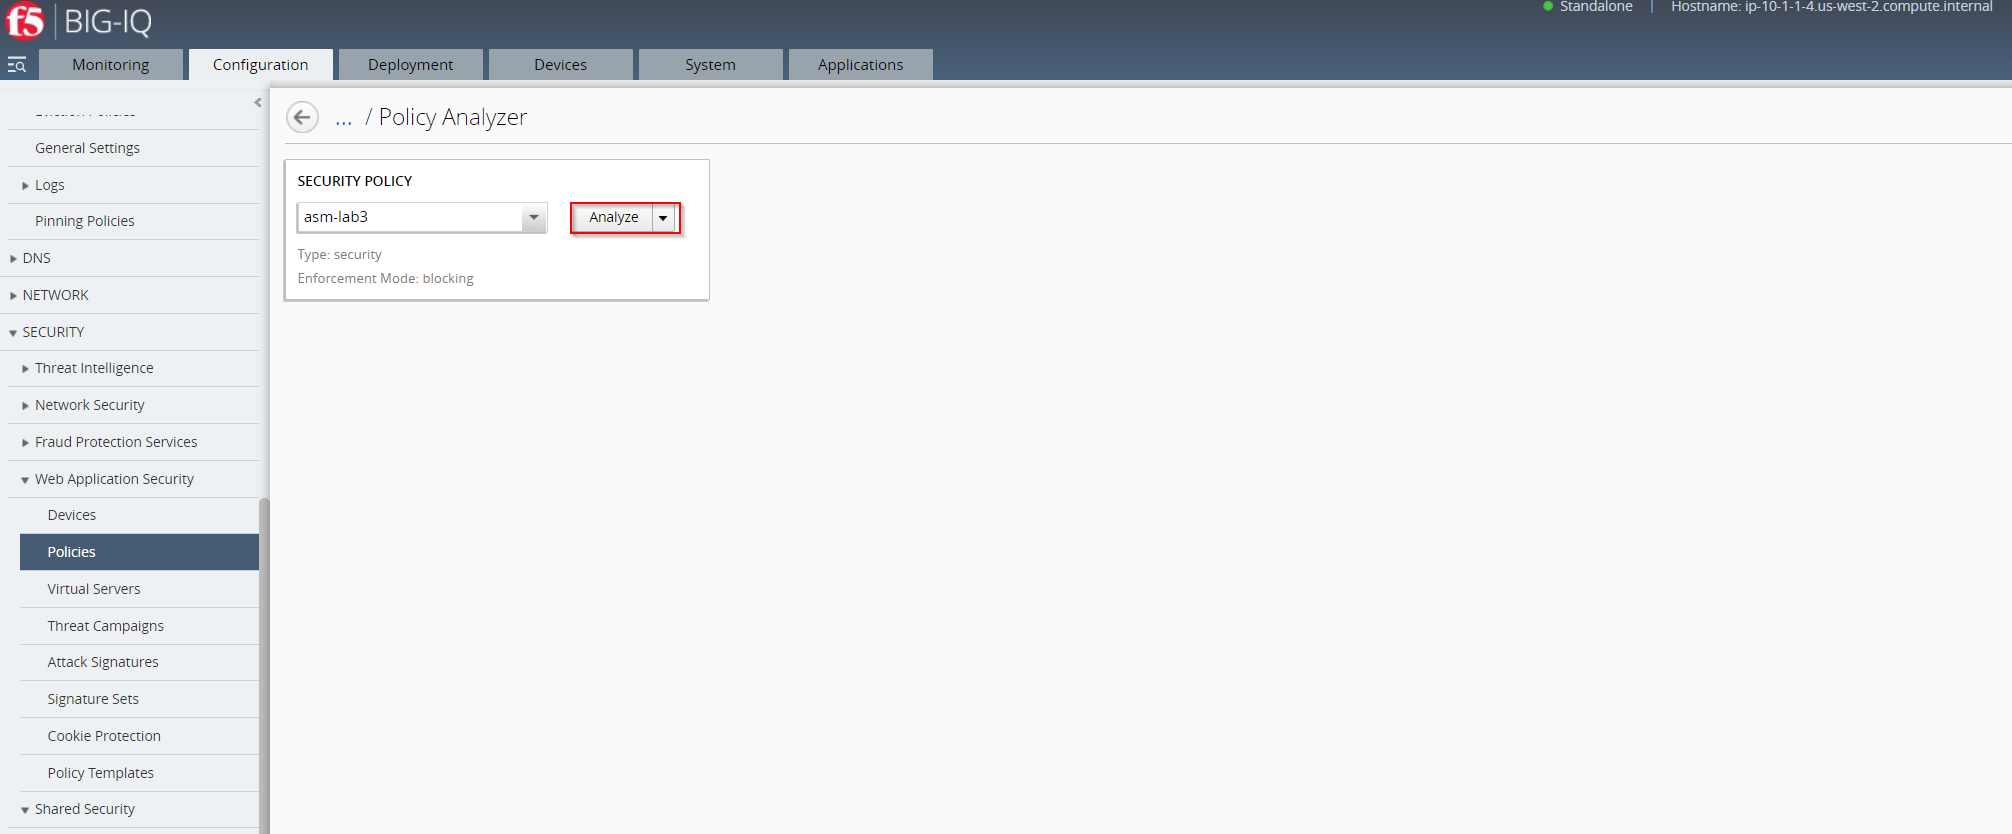 f5 BIG-IQ
Standalone | Hostname: ip-10-1-1-4.us-west-2.compute.internal
Monitoring Configuration Deployment Devices System Applications
Eviction Policies
General Settings
Logs
Pinning Policies
DNS
NETWORK
SECURITY
Threat Intelligence
Network Security
Fraud Protection Services
Web Application Security
Devices
Policies
Virtual Servers
Threat Campaigns
Attack Signatures
Signature Sets
Cookie Protection
Policy Templates
Shared Security
... / Policy Analyzer
SECURITY POLICY
asm-lab3 Analyze
Type: security
Enforcement Mode: blocking